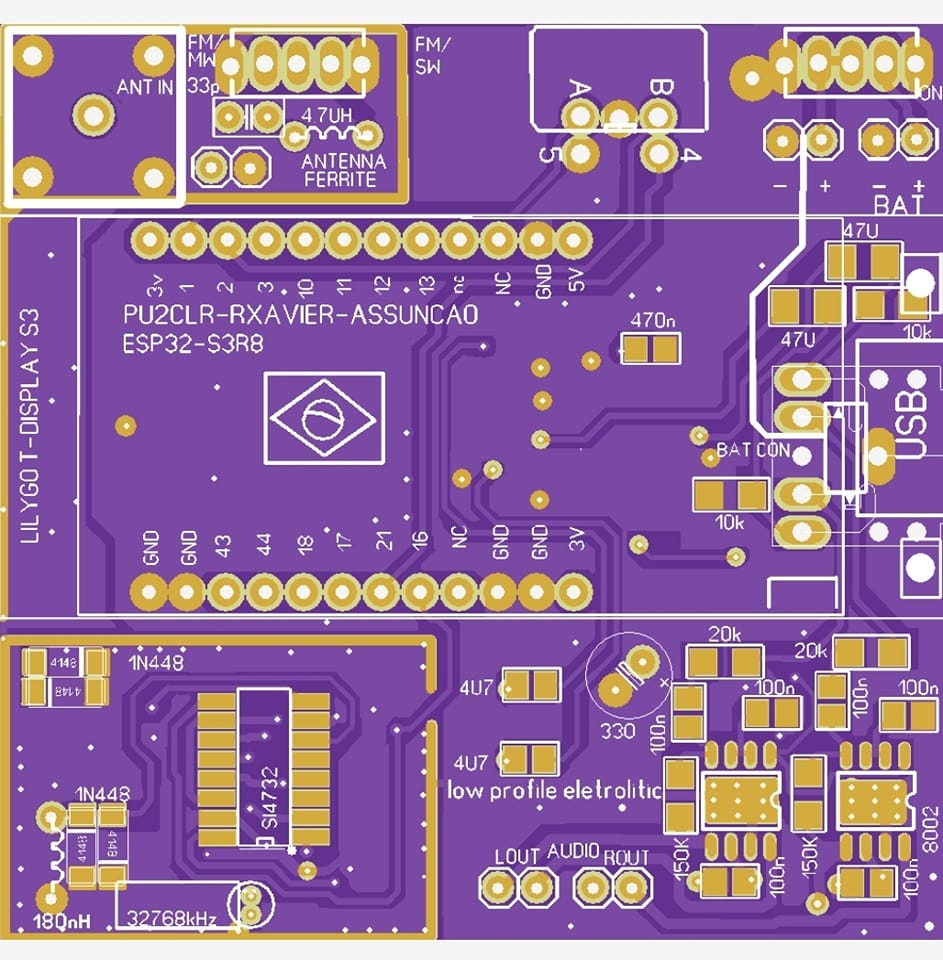 FM/
MW
33p
ANT IN
4.7UH
ANTENNA
FERRITE
FM/
SW
A
B
5
4
ON
- +
- +
BAT
47U
47U
10k
3v
1
2
3
10
11
12
13
nc
NC
GND
5V
PU2CLR-RXAVIER-ASSUNCAO
ESP32-S3R8
470n
LILYGO T-DISPLAY S3
USB
BAT CON
10k
GND
GND
43
44
18
17
21
16
NC
GND
GND
3V
4148
4148
1N448
20k
20k
4U7
100n
100n
100n
100n
330
4U7
SI4732
low profile eletrolitic
1N448
4148
4148
150K
150K
8002
LOUT
AUDIO
ROUT
100n
100n
180nH
32768kHz